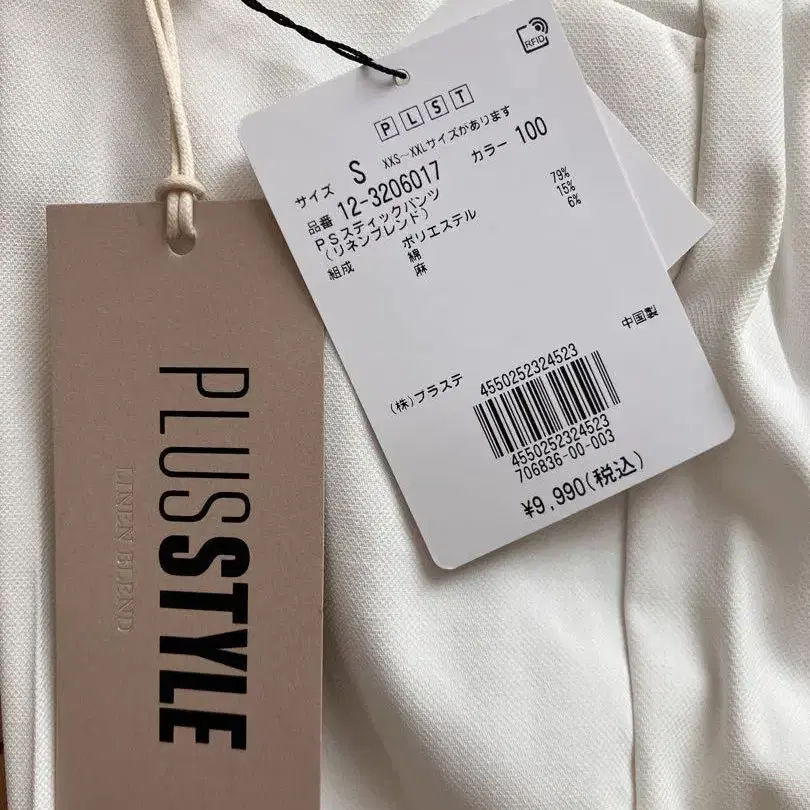 PLUSSTYLE
LINEN BLEND
RFID
PLST
サイズ S XXS~XXLサイズがあります
品番 12-3206017 カラー 100
PSスティックパンツ
(リネンブレンド)
組成 ポリエステル 79%
綿 15%
麻 6%
中国製
(株)プラステ
4550252324523
4550252324523
706836-00-003
¥9,990(税込)